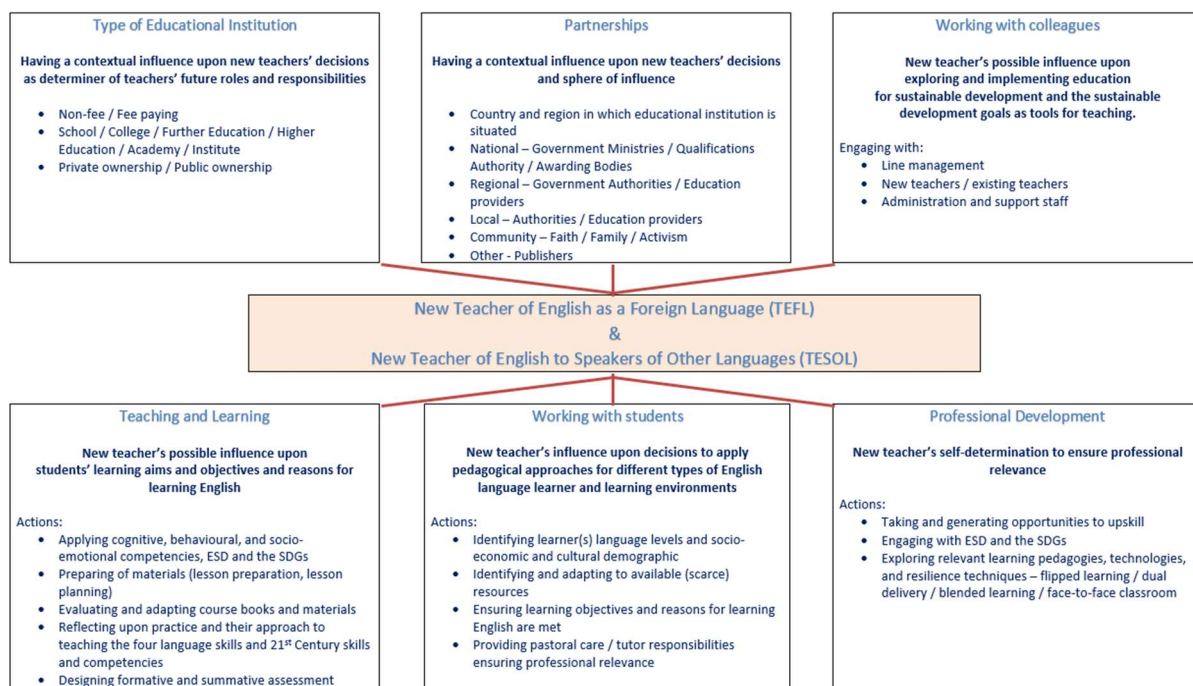 Type of Educational Institution
Having a contextual influence upon new teachers' decisions
as determiner of teachers' future roles and responsibilities
• Non-fee / Fee paying
• School / College / Further Education / Higher
Education / Academy / Institute
• Private ownership / Public ownership
Partnerships
Having a contextual influence upon new teachers' decisions
and sphere of influence
• Country and region in which educational institution is
situated
• National – Government Ministries / Qualifications
Authority / Awarding Bodies
• Regional – Government Authorities / Education
providers
• Local – Authorities / Education providers
• Community – Faith / Family / Activism
• Other - Publishers
Working with colleagues
New teacher's possible influence upon
exploring and implementing education
for sustainable development and the sustainable
development goals as tools for teaching.
Engaging with:
• Line management
• New teachers / existing teachers
• Administration and support staff
New Teacher of English as a Foreign Language (TEFL)
&
New Teacher of English to Speakers of Other Languages (TESOL)
Teaching and Learning
New teacher's possible influence upon
students' learning aims and objectives and reasons for
learning English
Actions:
• Applying cognitive, behavioural, and socio-
emotional competencies, ESD and the SDGs
• Preparing of materials (lesson preparation, lesson
planning)
• Evaluating and adapting course books and materials
• Reflecting upon practice and their approach to
teaching the four language skills and 21st Century skills
and competencies
• Designing formative and summative assessment
Working with students
New teacher's influence upon decisions to apply
pedagogical approaches for different types of English
language learner and learning environments
Actions:
• Identifying learner(s) language levels and socio-
economic and cultural demographic
• Identifying and adapting to available (scarce)
resources
• Ensuring learning objectives and reasons for learning
English are met
• Providing pastoral care / tutor responsibilities
ensuring professional relevance
Professional Development
New teacher's self-determination to ensure professional
relevance
Actions:
• Taking and generating opportunities to upskill
• Engaging with ESD and the SDGs
• Exploring relevant learning pedagogies, technologies,
and resilience techniques – flipped learning / dual
delivery / blended learning / face-to-face classroom